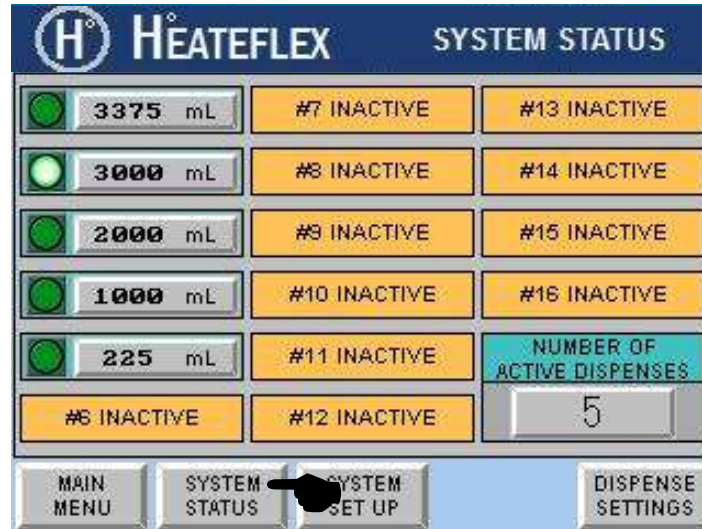 H° HEATEFLEX SYSTEM STATUS
3375 mL #7 INACTIVE #13 INACTIVE
3000 mL #8 INACTIVE #14 INACTIVE
2000 mL #9 INACTIVE #15 INACTIVE
1000 mL #10 INACTIVE #16 INACTIVE
225 mL #11 INACTIVE NUMBER OF
ACTIVE DISPENSES
#6 INACTIVE #12 INACTIVE 5
MAIN SYSTEM SYSTEM DISPENSE
MENU STATUS SET UP SETTINGS